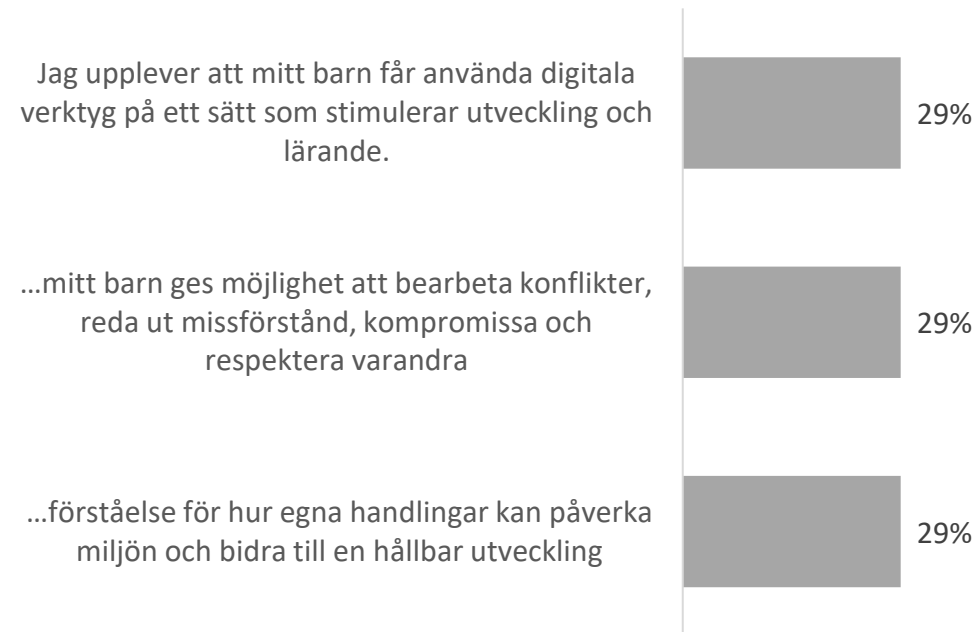 Jag upplever att mitt barn får använda digitala
verktyg på ett sätt som stimulerar utveckling och
lärande.
29%
…mitt barn ges möjlighet att bearbeta konflikter,
reda ut missförstånd, kompromissa och
respektera varandra
29%
…förståelse för hur egna handlingar kan påverka
miljön och bidra till en hållbar utveckling
29%